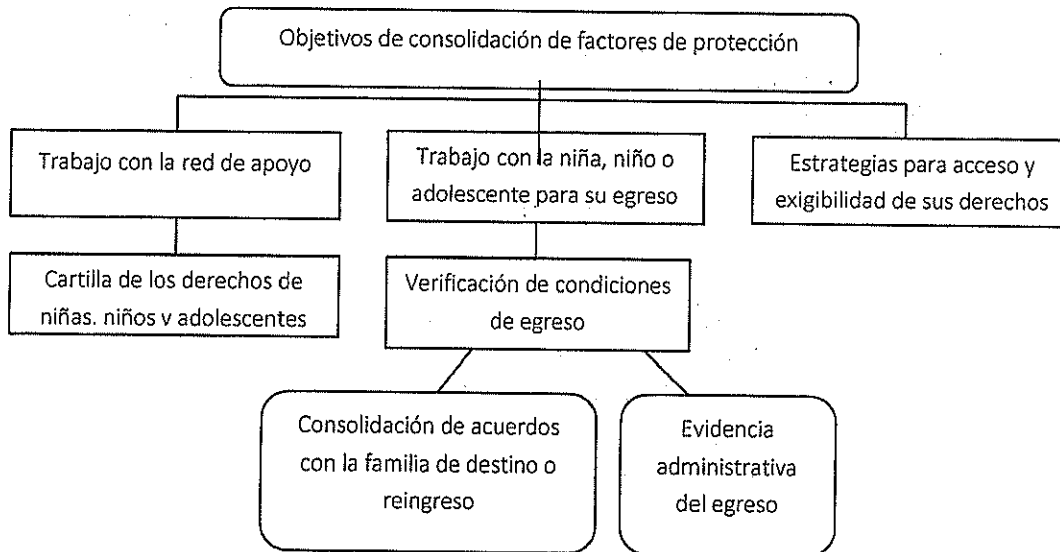 Objetivos de consolidación de factores de protección
Trabajo con la red de apoyo
Trabajo con la niña, niño o
adolescente para su egreso
Estrategias para acceso y
exigibilidad de sus derechos
Cartilla de los derechos de
niñas. niños y adolescentes
Verificación de condiciones
de egreso
Consolidación de acuerdos
con la familia de destino o
reingreso
Evidencia
administrativa
del egreso